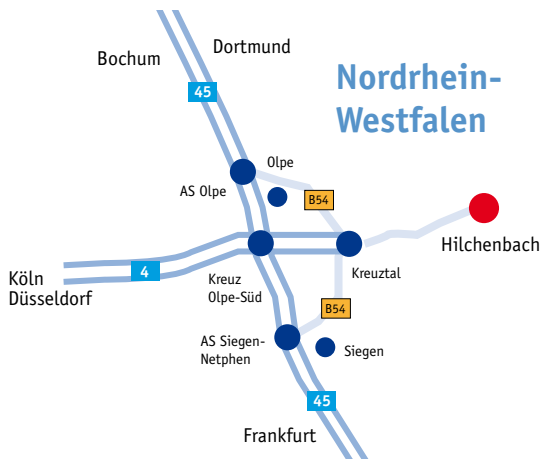 Dortmund
Bochum
Nordrhein-
Westfalen
45
Olpe
AS Olpe
B54
Hilchenbach
4
Köln
Düsseldorf
Kreuz
Olpe-Süd
Kreuztal
B54
AS Siegen-
Netphen
Siegen
45
Frankfurt